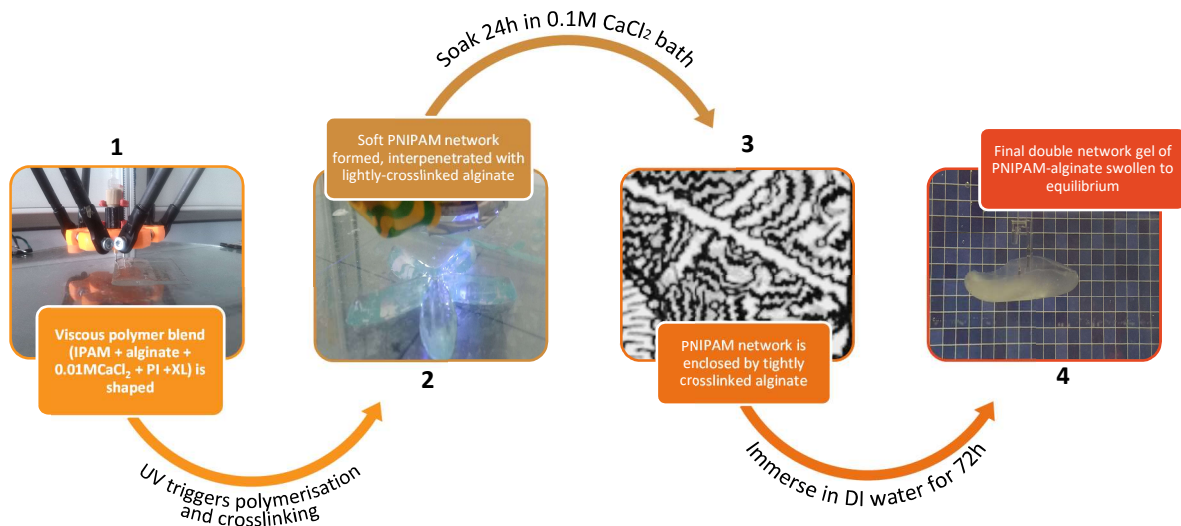 1
Viscous polymer blend
(IPAM + alginate +
0.01MCaCl₂ + PI +XL) is
shaped
UV triggers polymerisation
and crosslinking
Soft PNIPAM network
formed, interpenetrated with
lightly-crosslinked alginate
2
Soak 24h in 0.1M CaCl₂ bath
3
PNIPAM network is
enclosed by tightly
crosslinked alginate
Immerse in DI water for 72h
Final double network gel of
PNIPAM-alginate swollen to
equilibrium
4